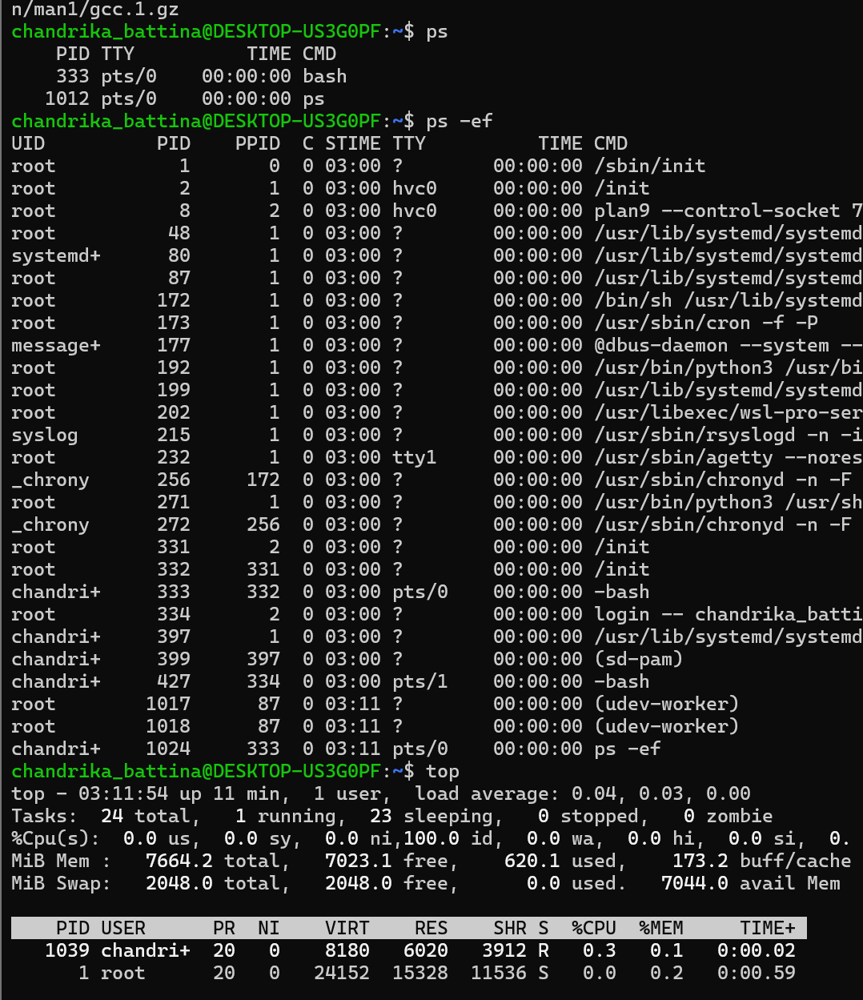 n/man1/gcc.1.gz
chandrika_battina@DESKTOP-US3G0PF:~$ ps
    PID TTY          TIME CMD
    333 pts/0    00:00:00 bash
   1012 pts/0    00:00:00 ps
chandrika_battina@DESKTOP-US3G0PF:~$ ps -ef
UID          PID    PPID  C STIME TTY          TIME CMD
root           1       0  0 03:00 ?        00:00:00 /sbin/init
root           2       1  0 03:00 hvc0     00:00:00 /init
root           8       2  0 03:00 hvc0     00:00:00 plan9 --control-socket 7
root          48       1  0 03:00 ?        00:00:00 /usr/lib/systemd/systemd
systemd+      80       1  0 03:00 ?        00:00:00 /usr/lib/systemd/systemd
root          87       1  0 03:00 ?        00:00:00 /usr/lib/systemd/systemd
root         172       1  0 03:00 ?        00:00:00 /bin/sh /usr/lib/systemd
root         173       1  0 03:00 ?        00:00:00 /usr/sbin/cron -f -P
message+     177       1  0 03:00 ?        00:00:00 @dbus-daemon --system --
root         192       1  0 03:00 ?        00:00:00 /usr/bin/python3 /usr/bi
root         199       1  0 03:00 ?        00:00:00 /usr/lib/systemd/systemd
root         202       1  0 03:00 ?        00:00:00 /usr/libexec/wsl-pro-ser
syslog       215       1  0 03:00 ?        00:00:00 /usr/sbin/rsyslogd -n -i
root         232       1  0 03:00 tty1     00:00:00 /usr/sbin/agetty --nores
_chrony      256     172  0 03:00 ?        00:00:00 /usr/sbin/chronyd -n -F
root         271       1  0 03:00 ?        00:00:00 /usr/bin/python3 /usr/sh
_chrony      272     256  0 03:00 ?        00:00:00 /usr/sbin/chronyd -n -F
root         331       2  0 03:00 ?        00:00:00 /init
root         332     331  0 03:00 ?        00:00:00 /init
chandri+     333     332  0 03:00 pts/0    00:00:00 -bash
root         334       2  0 03:00 ?        00:00:00 login -- chandrika_batti
chandri+     397       1  0 03:00 ?        00:00:00 /usr/lib/systemd/systemd
chandri+     399     397  0 03:00 ?        00:00:00 (sd-pam)
chandri+     427     334  0 03:00 pts/1    00:00:00 -bash
root        1017      87  0 03:11 ?        00:00:00 (udev-worker)
root        1018      87  0 03:11 ?        00:00:00 (udev-worker)
chandri+    1024     333  0 03:11 pts/0    00:00:00 ps -ef
chandrika_battina@DESKTOP-US3G0PF:~$ top
top - 03:11:54 up 11 min,  1 user,  load average: 0.04, 0.03, 0.00
Tasks:  24 total,   1 running,  23 sleeping,   0 stopped,   0 zombie
%Cpu(s):  0.0 us,  0.0 sy,  0.0 ni,100.0 id,  0.0 wa,  0.0 hi,  0.0 si,  0.
MiB Mem :   7664.2 total,   7023.1 free,    620.1 used,    173.2 buff/cache
MiB Swap:   2048.0 total,   2048.0 free,      0.0 used.   7044.0 avail Mem
    PID USER      PR  NI    VIRT    RES    SHR S  %CPU  %MEM     TIME+
   1039 chandri+  20   0    8180   6020   3912 R   0.3   0.1   0:00.02
      1 root      20   0   24152  15328  11536 S   0.0   0.2   0:00.59